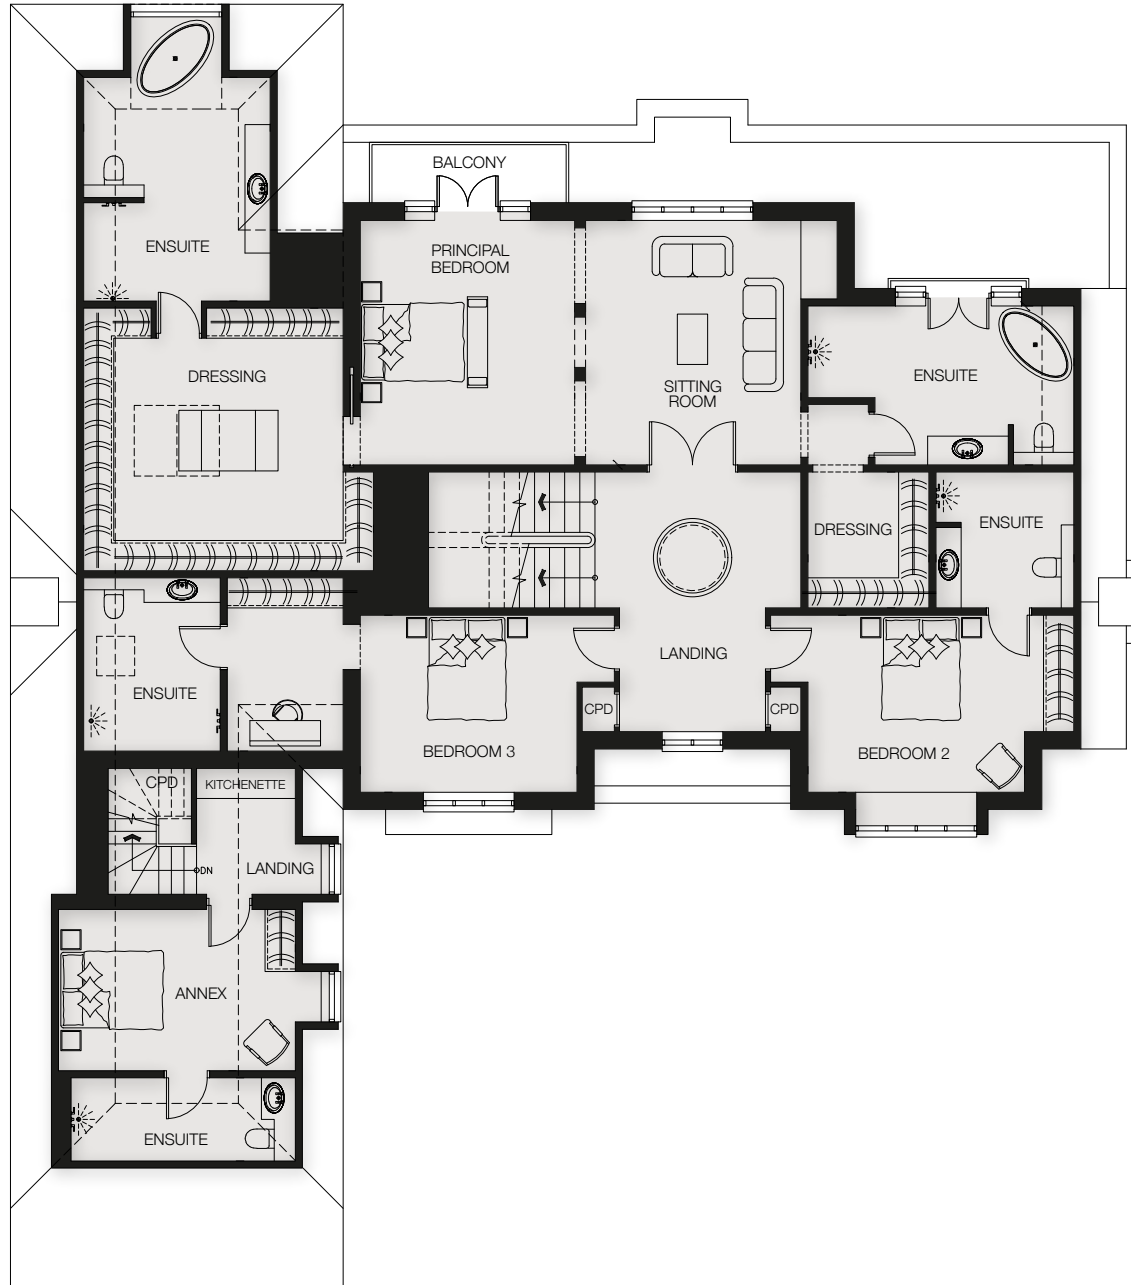 BALCONY
ENSUITE
PRINCIPAL
BEDROOM
DRESSING
SITTING
ROOM
ENSUITE
DRESSING
ENSUITE
ENSUITE
LANDING
CPD
CPD
BEDROOM 3
BEDROOM 2
CPD
KITCHENETTE
LANDING
DN
ANNEX
ENSUITE